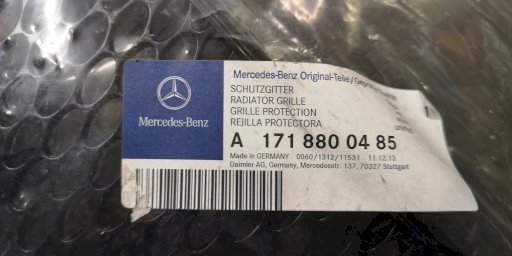 Mercedes-Benz
Mercedes-Benz Original-Teile/
SCHUTZGITTER
RADIATOR GRILLE
GRILLE PROTECTION
REJILLA PROTECTORA
A 171 880 04 85
Made in GERMANY 0060/1312/11531 11.12.13
Daimler AG, Germany, Mercedesstr. 137, 70327 Stuttgart